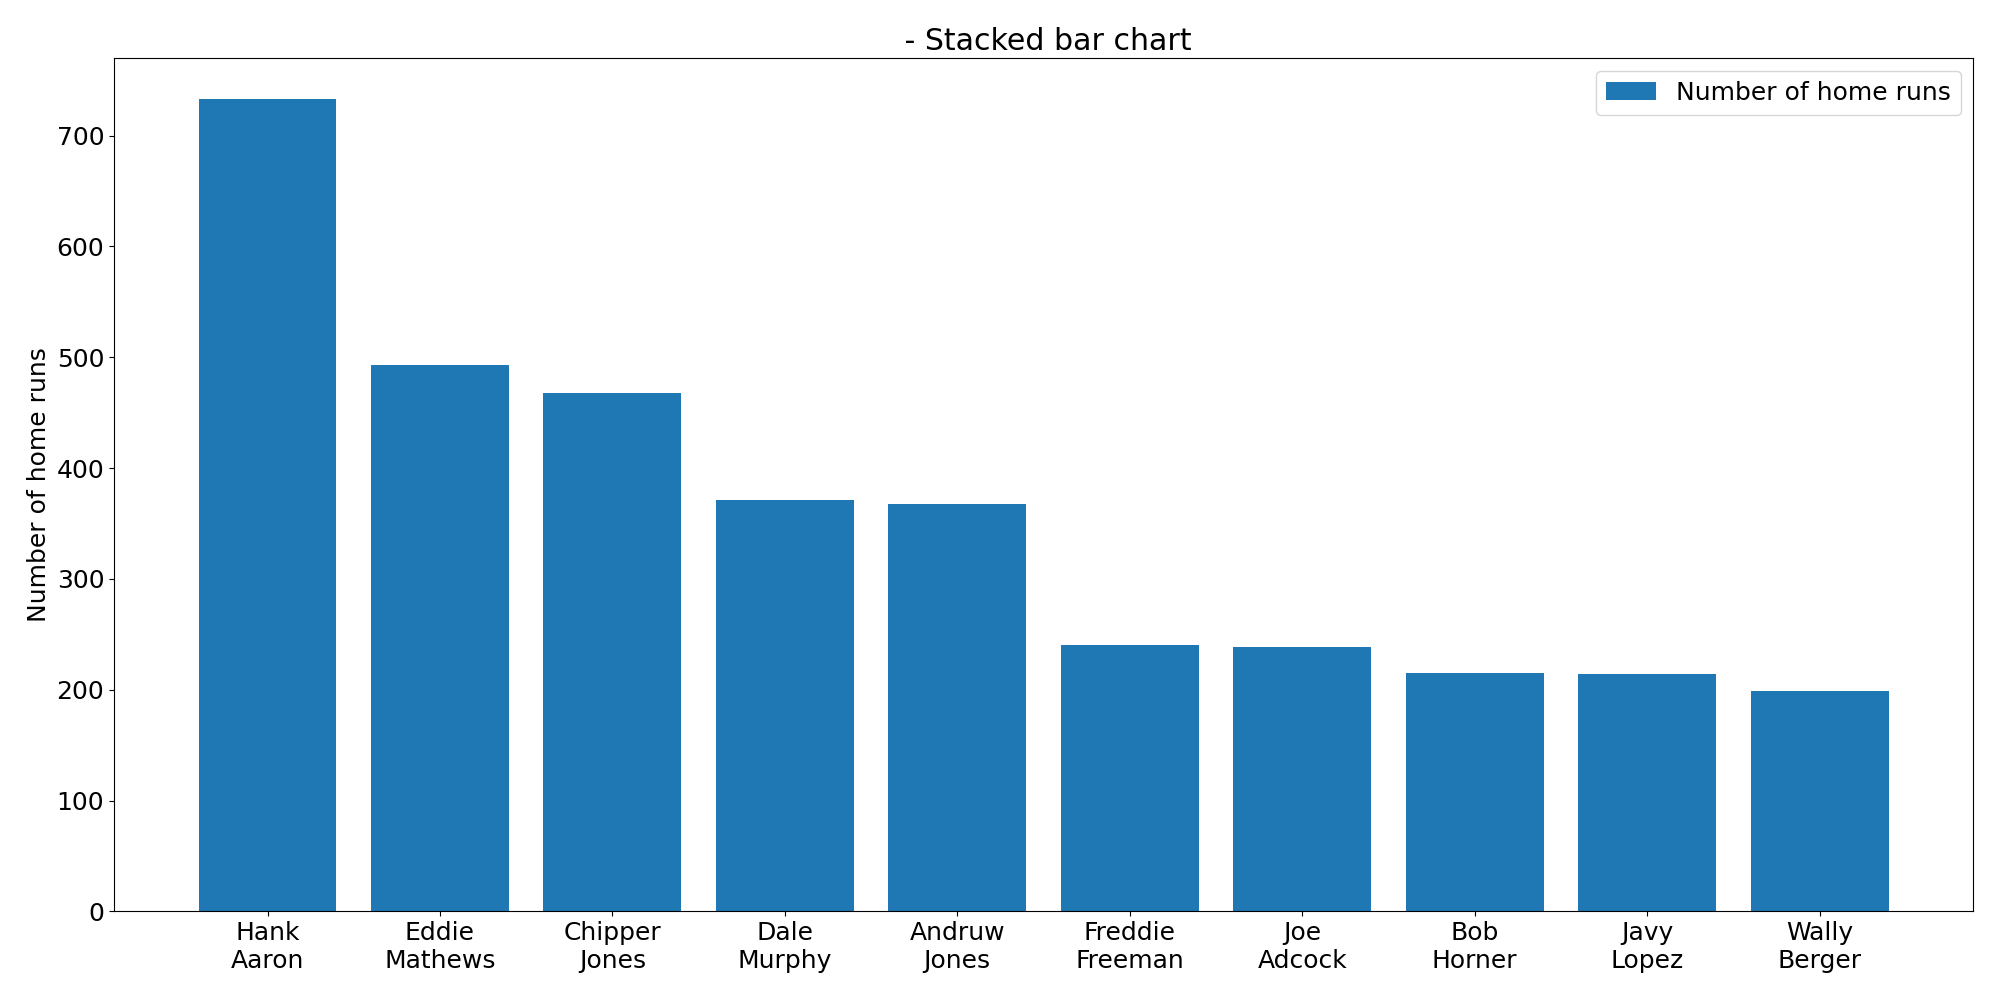 - Stacked bar chart
Number of home runs
Number of home runs
700
600
500
400
300
200
100
0
Hank
Aaron
Eddie
Mathews
Chipper
Jones
Dale
Murphy
Andruw
Jones
Freddie
Freeman
Joe
Adcock
Bob
Horner
Javy
Lopez
Wally
Berger